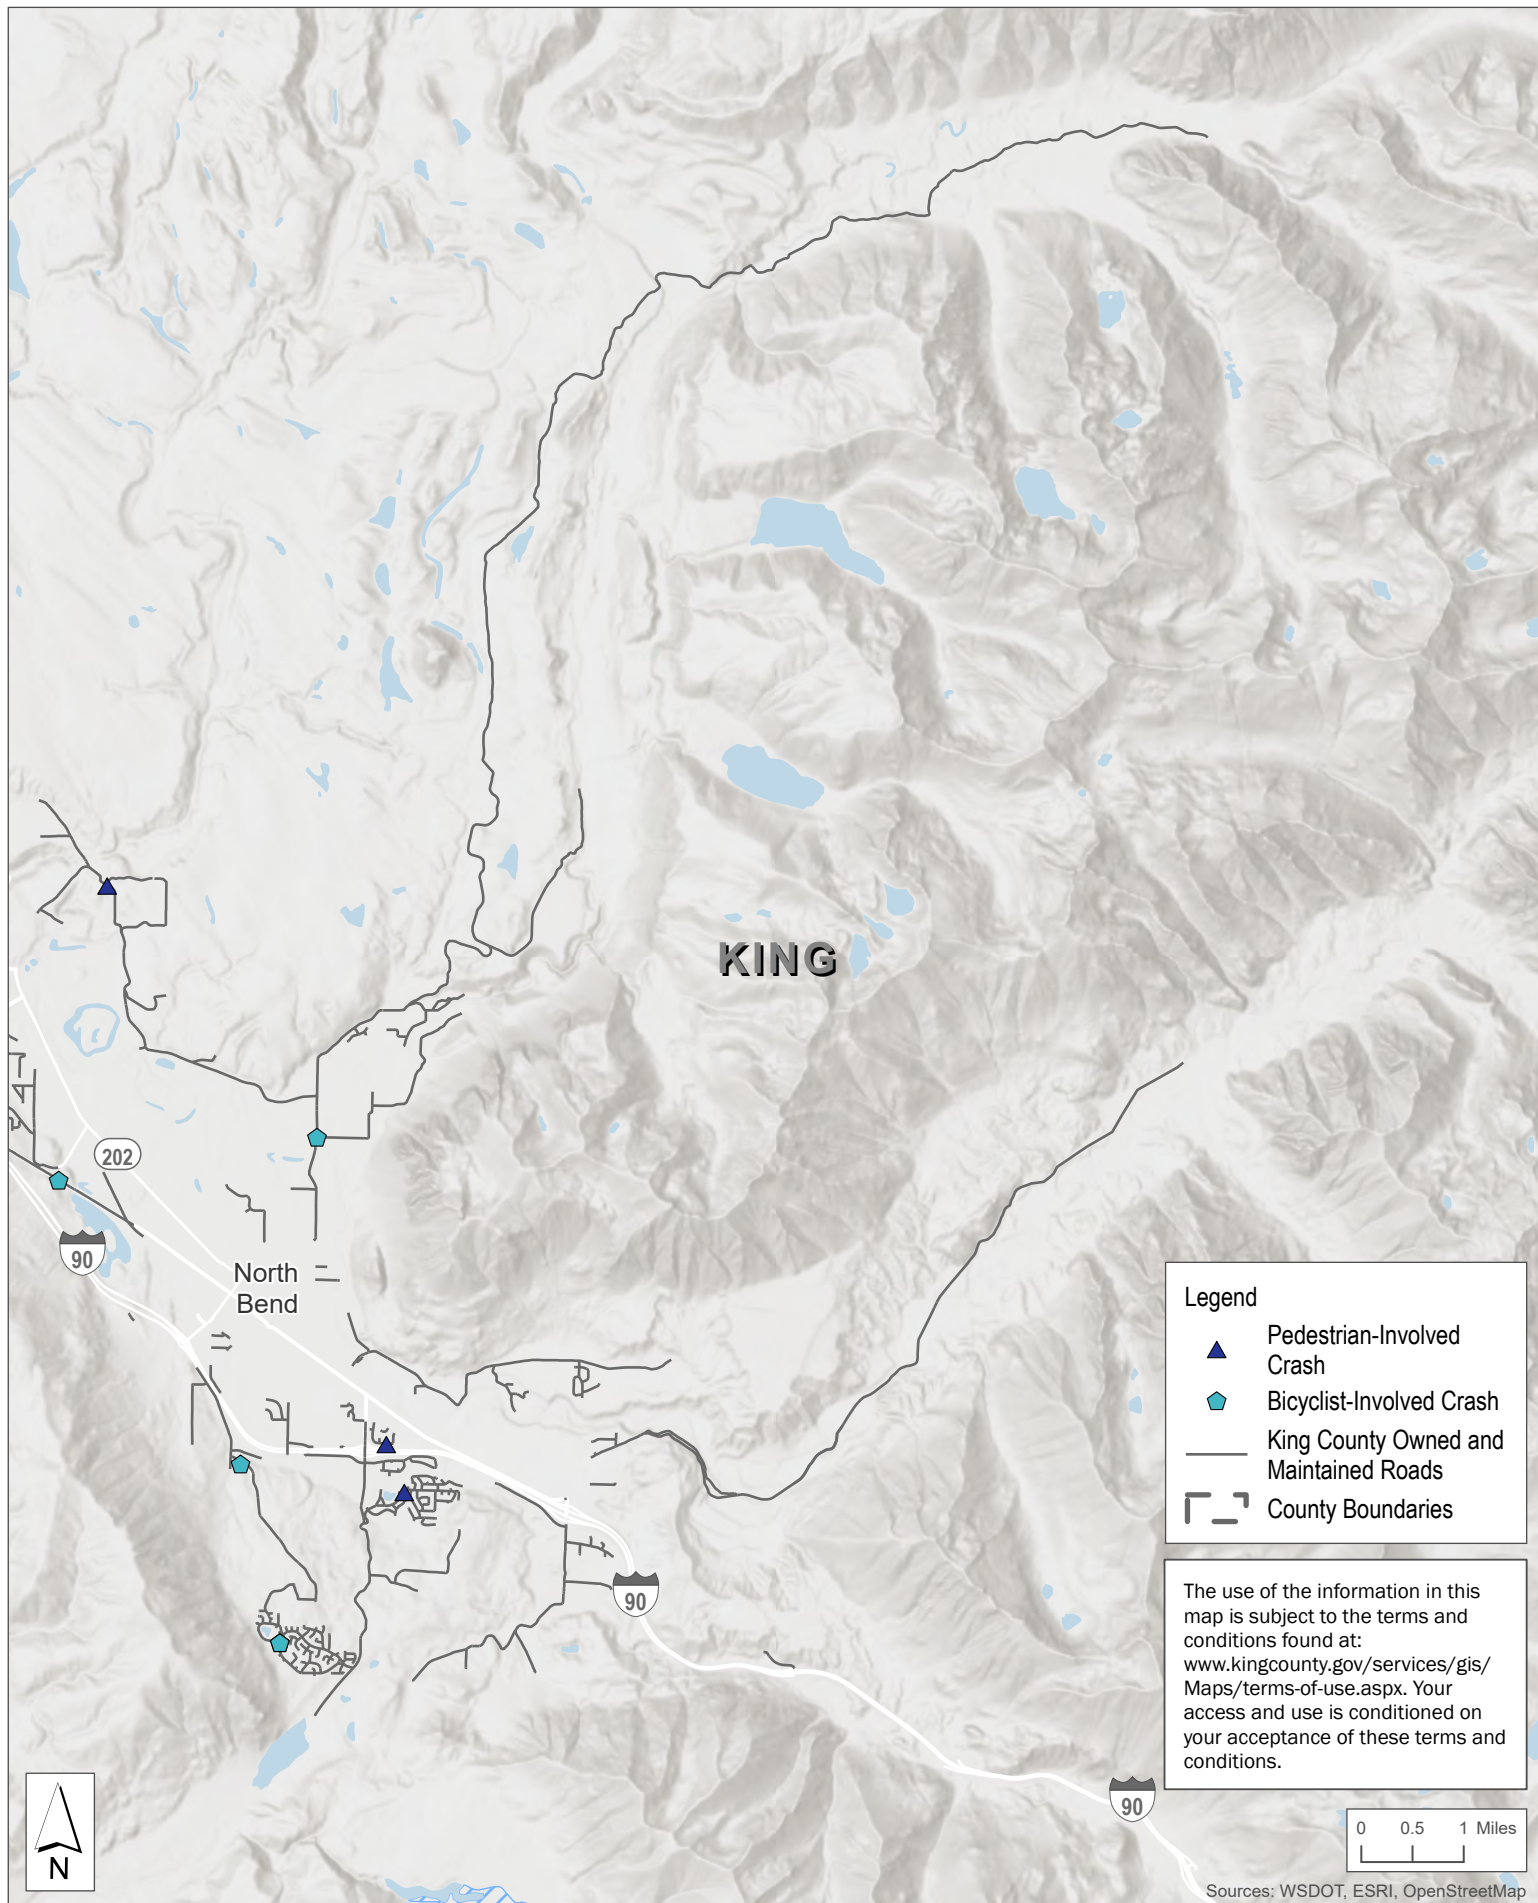 KING
202
90
North
Bend
90
90
Legend
Pedestrian-Involved
Crash
Bicyclist-Involved Crash
King County Owned and
Maintained Roads
County Boundaries
The use of the information in this
map is subject to the terms and
conditions found at:
www.kingcounty.gov/services/gis/
Maps/terms-of-use.aspx. Your
access and use is conditioned on
your acceptance of these terms and
conditions.
N
0 0.5 1 Miles
Sources: WSDOT, ESRI, OpenStreetMap